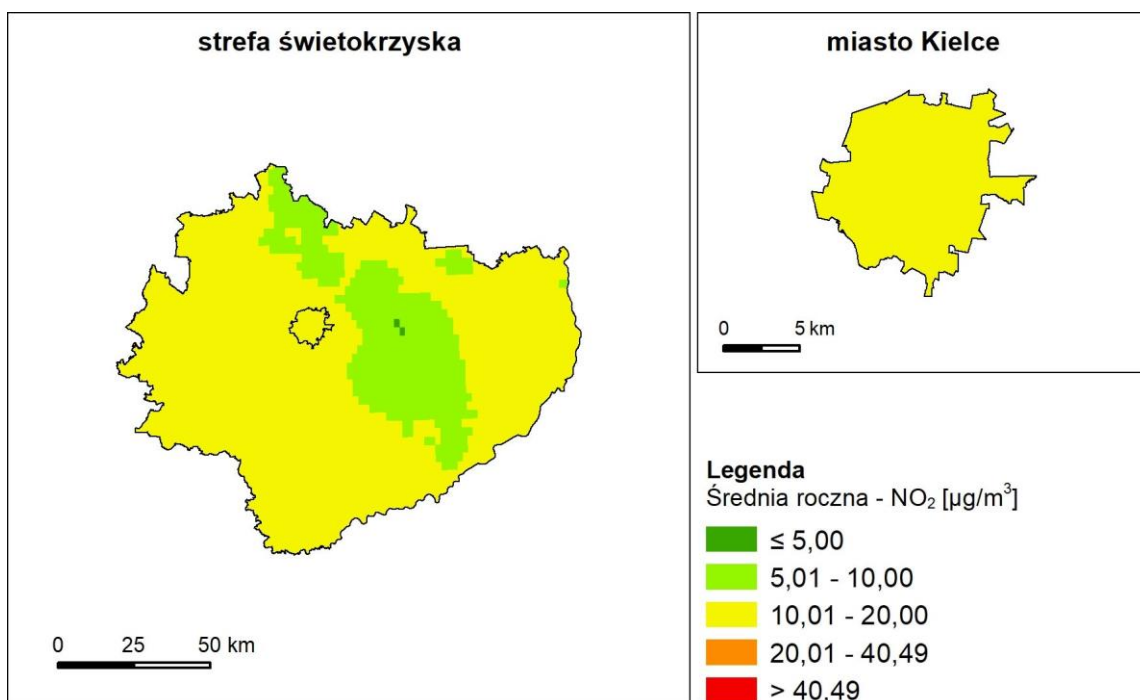 strefa świetokrzyska
0 25 50 km
miasto Kielce
0 5 km
Legenda
Średnia roczna - NO₂ [µg/m³]
≤ 5,00
5,01 - 10,00
10,01 - 20,00
20,01 - 40,49
> 40,49